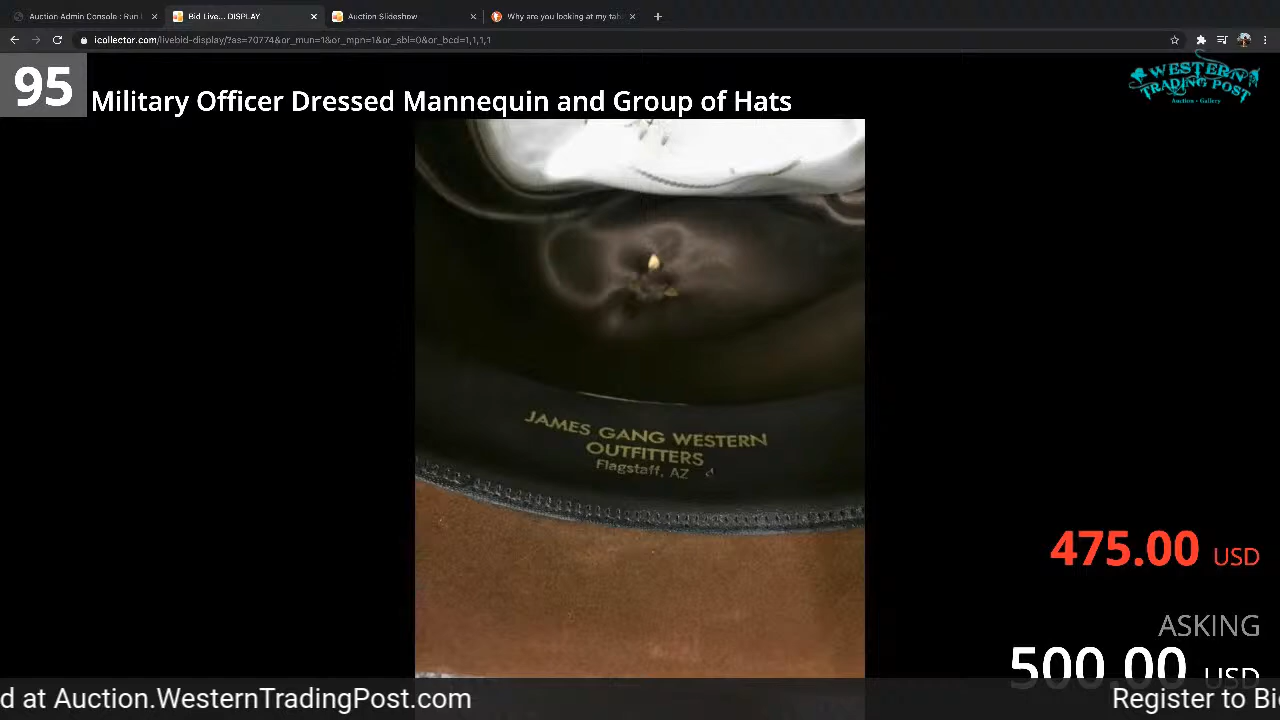 Auction Admin Console : Run L
Bid Live... DISPLAY
Auction Slideshow
Why are you looking at my tab
icollector.com/livebid-display/?as=70774&or_mun=1&or_mpn=1&or_sbl=0&or_bcd=1,1,1,1
95
Military Officer Dressed Mannequin and Group of Hats
WESTERN
TRADING POST
Auction • Gallery
JAMES GANG WESTERN
OUTFITTERS
Flagstaff, AZ
475.00 USD
ASKING
500.00 USD
d at Auction.WesternTradingPost.com
Register to Bi